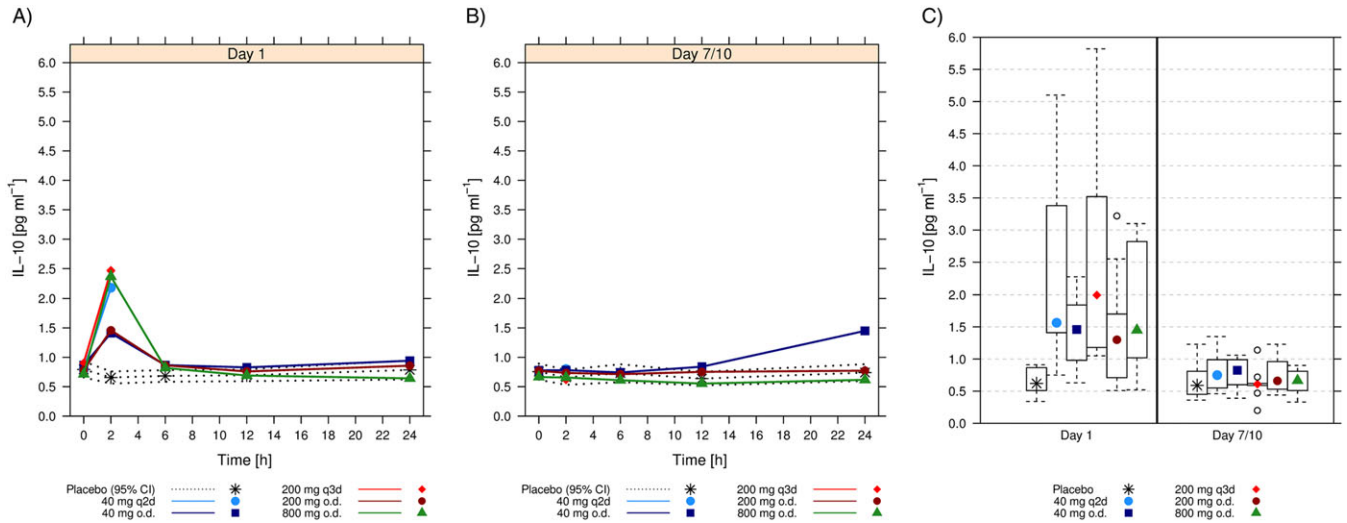 A)
Day 1
6.0
5.5
5.0
4.5
4.0
3.5
3.0
2.5
2.0
1.5
1.0
0.5
0.0
IL−10 [pg ml⁻¹]
0 2 4 6 8 10 12 14 16 18 20 22 24
Time [h]
Placebo (95% CI) 200 mg q3d
40 mg q2d 200 mg o.d.
40 mg o.d. 800 mg o.d.
B)
Day 7/10
6.0
5.5
5.0
4.5
4.0
3.5
3.0
2.5
2.0
1.5
1.0
0.5
0.0
IL−10 [pg ml⁻¹]
0 2 4 6 8 10 12 14 16 18 20 22 24
Time [h]
Placebo (95% CI) 200 mg q3d
40 mg q2d 200 mg o.d.
40 mg o.d. 800 mg o.d.
C)
6.0
5.5
5.0
4.5
4.0
3.5
3.0
2.5
2.0
1.5
1.0
0.5
0.0
IL−10 [pg ml⁻¹]
Day 1 Day 7/10
Placebo 200 mg q3d
40 mg q2d 200 mg o.d.
40 mg o.d. 800 mg o.d.